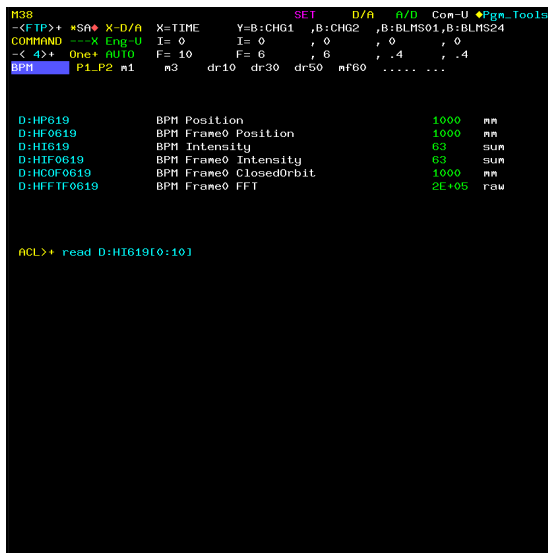 M38 SET D/A A/D Com-U ◆Pgm_Tools
-<FTP>+ *SA◆ X-D/A X=TIME Y=B:CHG1 ,B:CHG2 ,B:BLMS01,B:BLMS24
COMMAND ---X Eng-U I= 0 I= 0 , 0 , 0 , 0
-< 4>+ One+ AUTO F= 10 F= 6 , 6 , .4 , .4
BPM P1_P2 m1 m3 dr10 dr30 dr50 mf60 ..... ...
D:HP619 BPM Position 1000 mm
D:HF0619 BPM Frame0 Position 1000 mm
D:HI619 BPM Intensity 63 sum
D:HIF0619 BPM Frame0 Intensity 63 sum
D:HCOF0619 BPM Frame0 ClosedOrbit 1000 mm
D:HFFTF0619 BPM Frame0 FFT 2E+05 raw
ACL>+ read D:HI619[0:10]